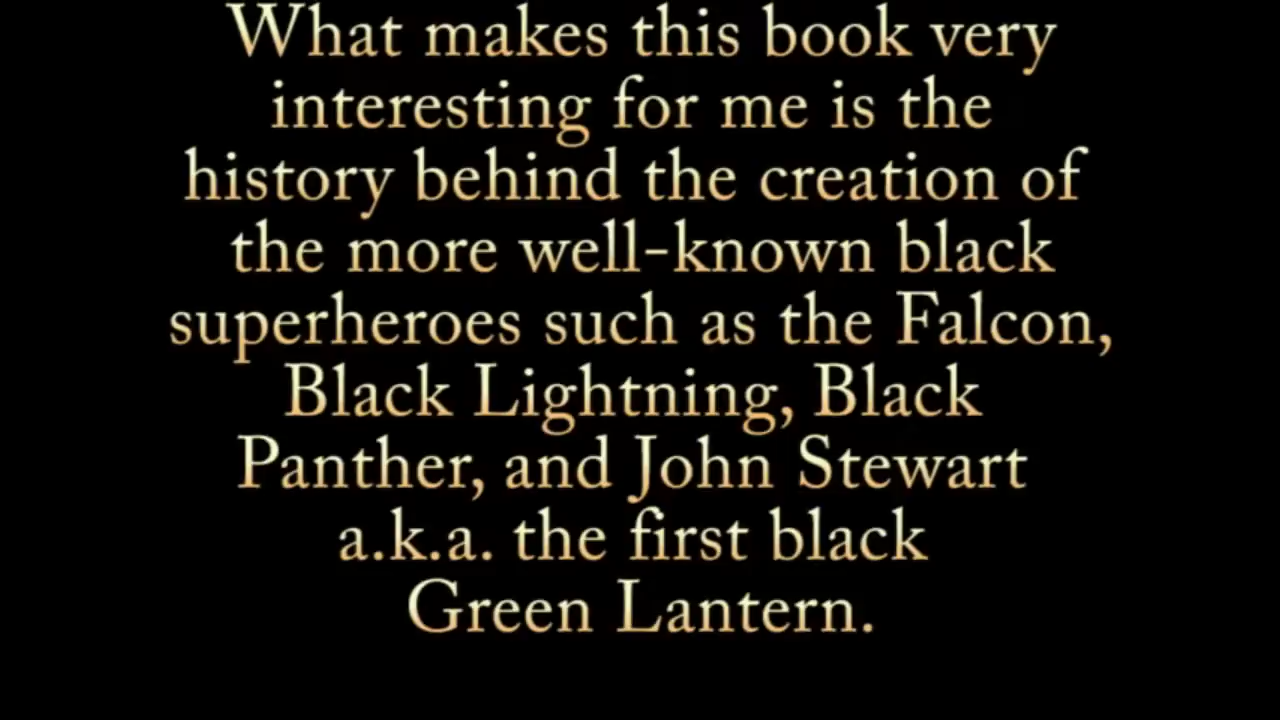 What makes this book very
interesting for me is the
history behind the creation of
the more well-known black
superheroes such as the Falcon,
Black Lightning, Black
Panther, and John Stewart
a.k.a. the first black
Green Lantern.